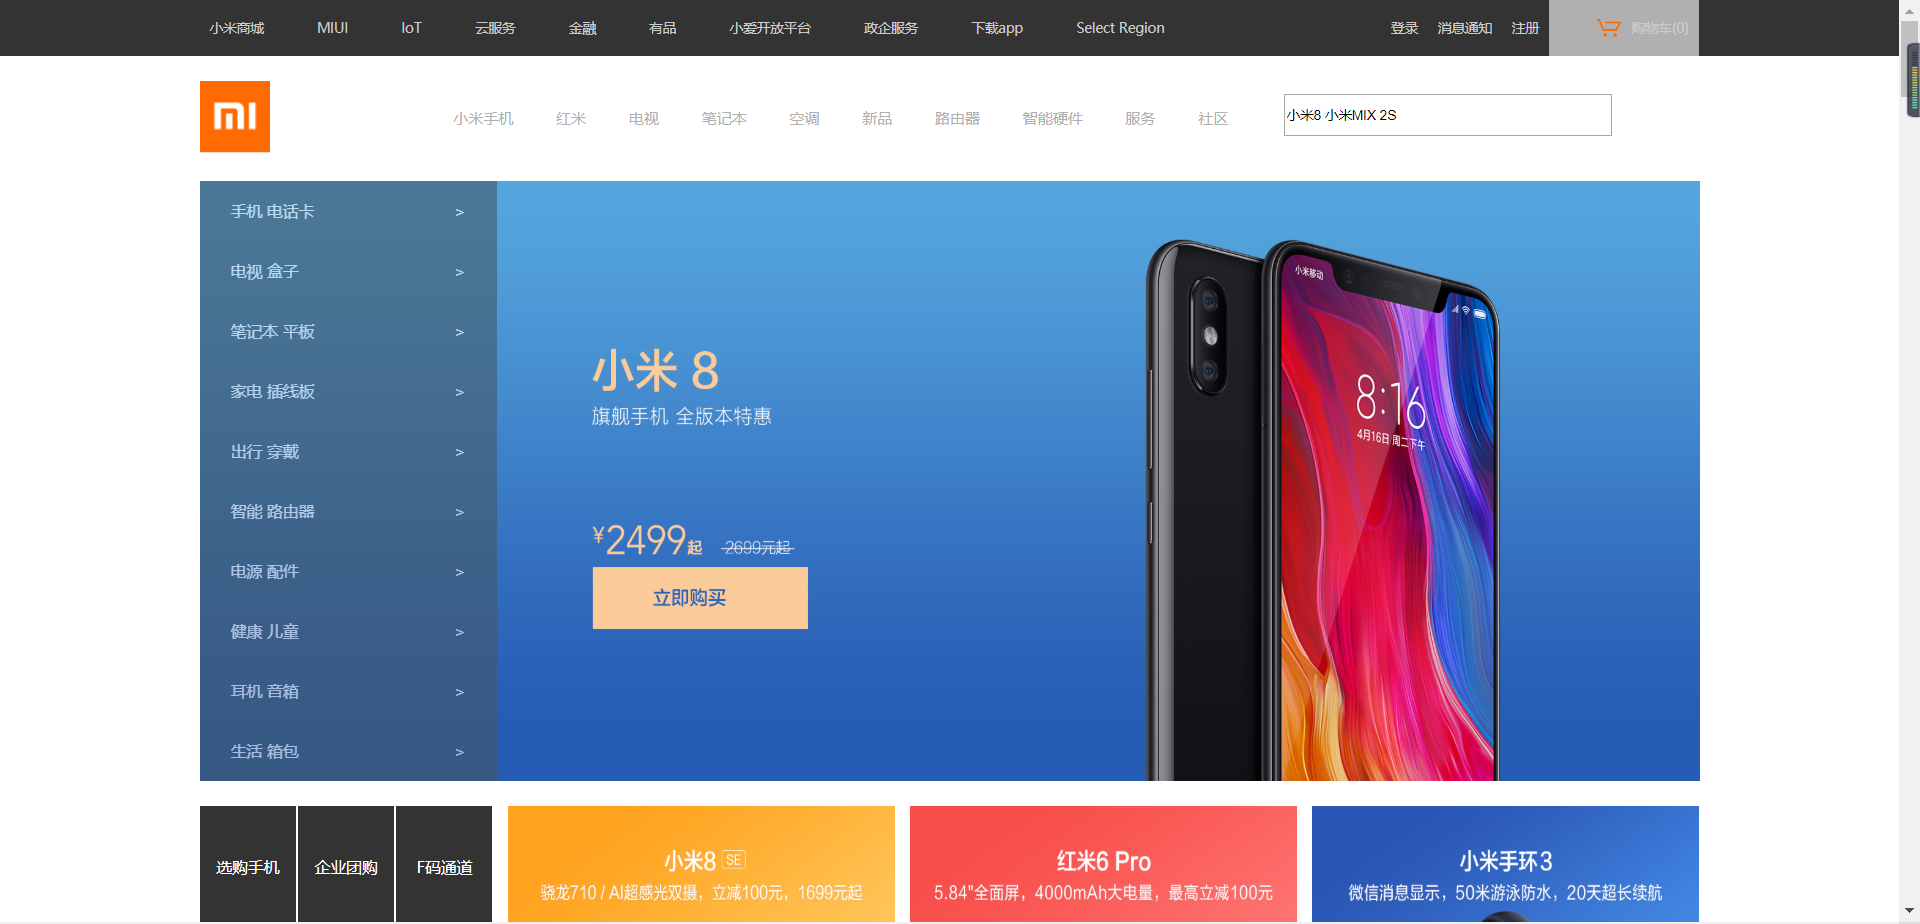 小米商城 MIUI IoT 云服务 金融 有品 小爱开放平台 政企服务 下载app Select Region 登录 消息通知 注册 购物车(0)
MI 小米手机 红米 电视 笔记本 空调 新品 路由器 智能硬件 服务 社区 小米8 小米MIX 2S
手机 电话卡 >
电视 盒子 >
笔记本 平板 >
家电 插线板 >
出行 穿戴 >
智能 路由器 >
电源 配件 >
健康 儿童 >
耳机 音箱 >
生活 箱包 >
小米 8
旗舰手机 全版本特惠
¥2499起 2699元起
立即购买
小米移动
8:16
4月16日 周二下午
选购手机 企业团购 F码通道
小米8 SE
骁龙710 / AI超感光双摄，立减100元，1699元起
红米6 Pro
5.84"全面屏，4000mAh大电量，最高立减100元
小米手环3
微信消息显示，50米游泳防水，20天超长续航